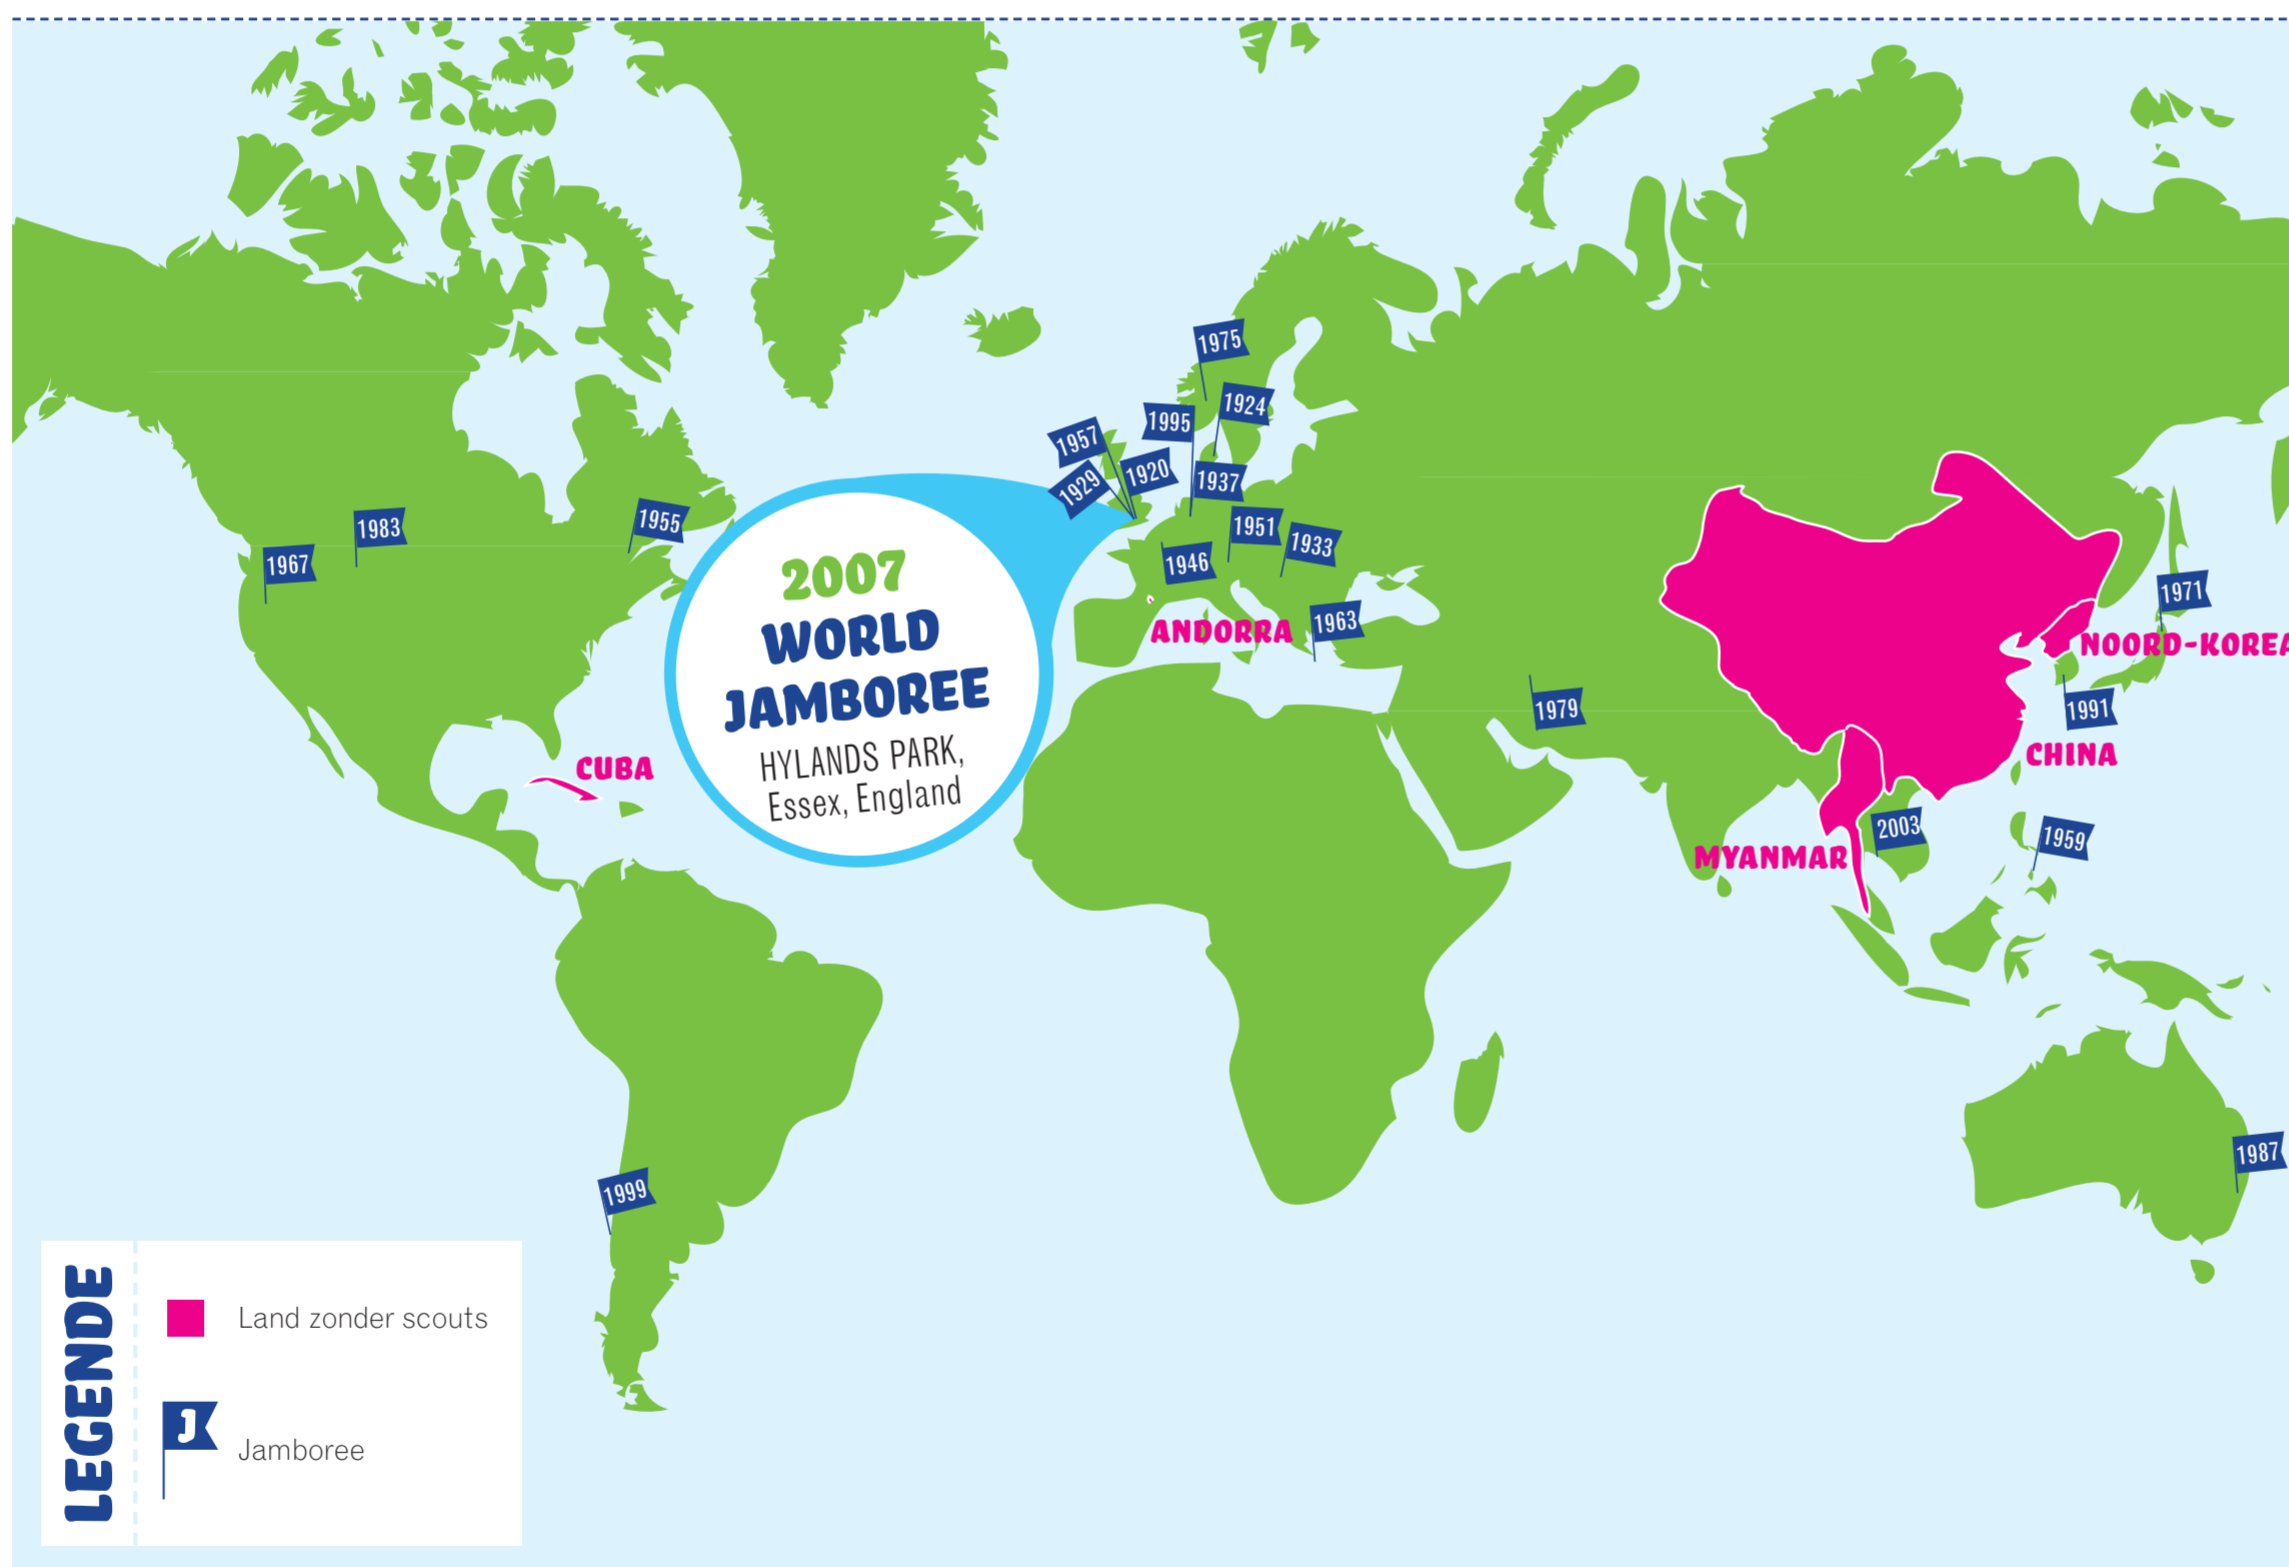 1975
1924
1995
1957
1920
1929
1937
1955
1951
1983
1933
1967
1946
2007
WORLD
JAMBOREE
HYLANDS PARK,
Essex, England
ANDORRA
1963
1971
NOORD-KOREA
1979
1991
CHINA
CUBA
MYANMAR
2003
1959
1987
1999
LEGENDE
Land zonder scouts
J
Jamboree